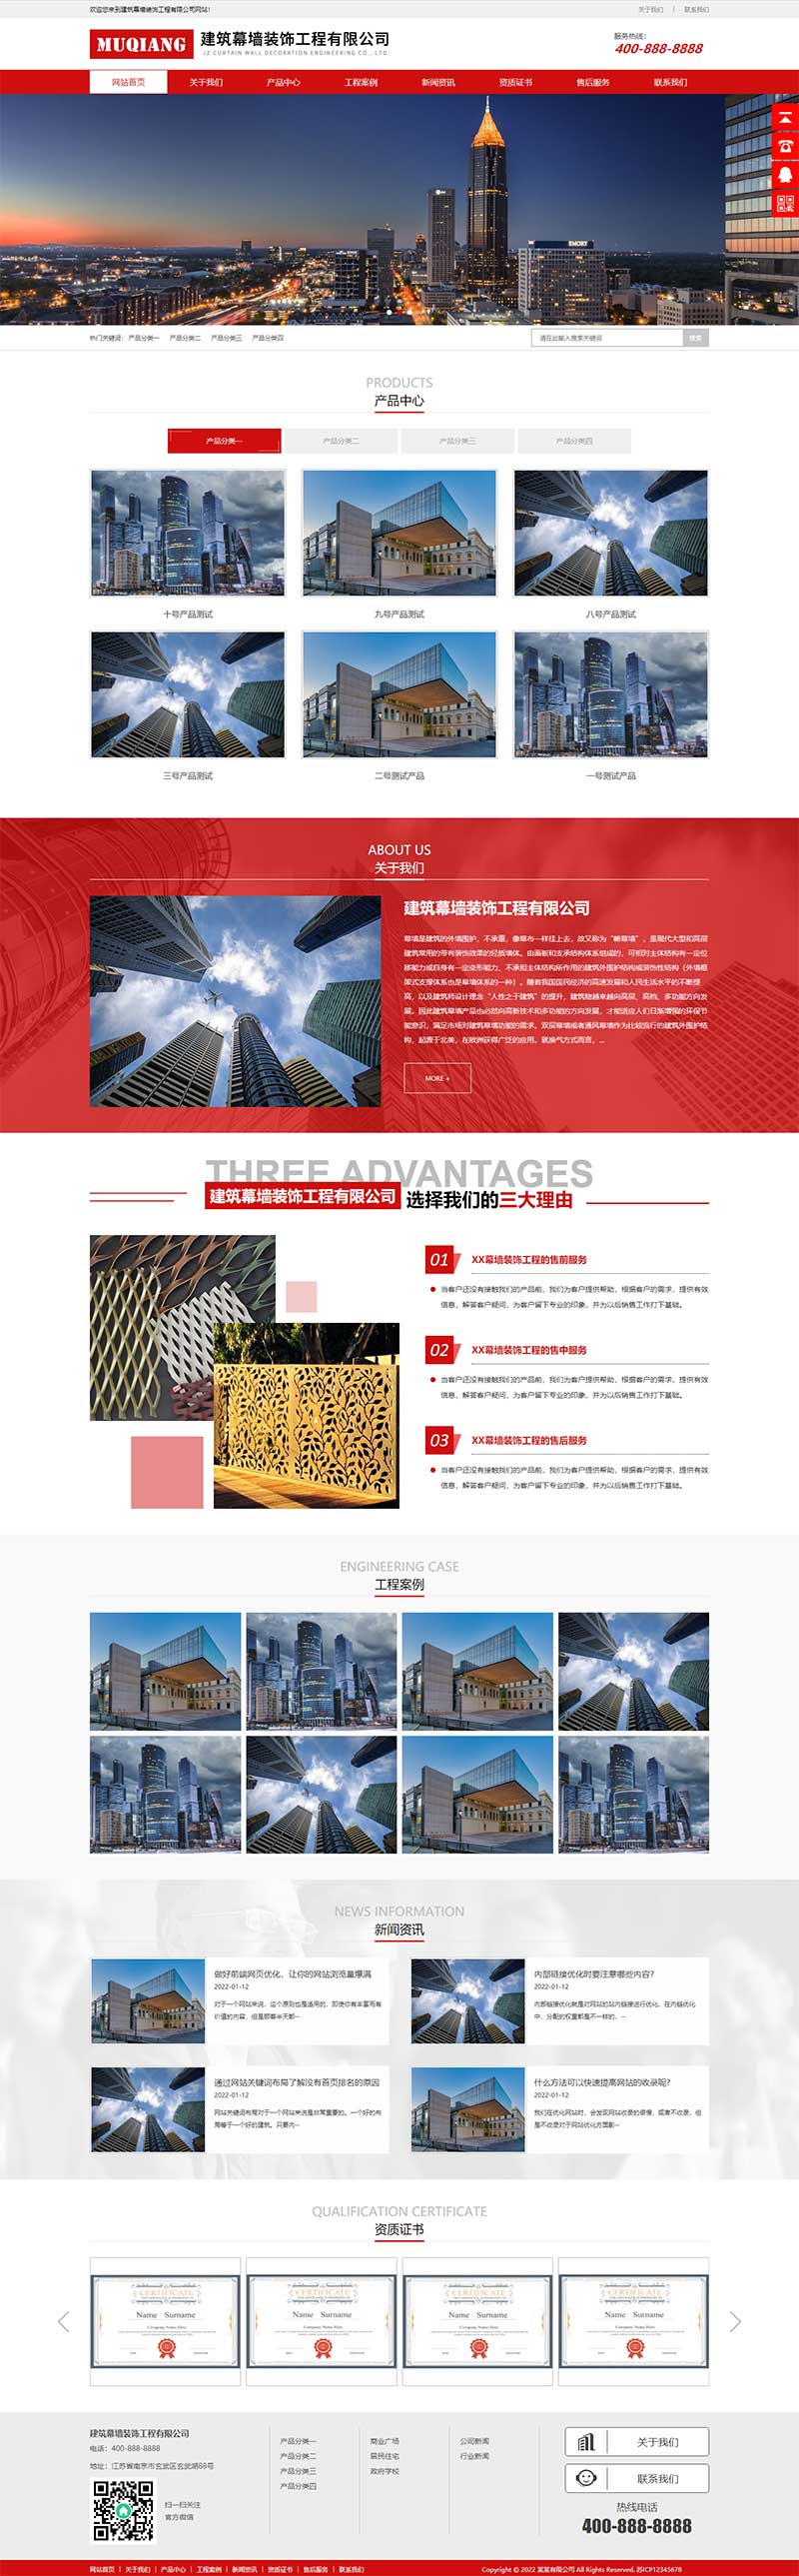 欢迎您来到建筑幕墙装饰工程有限公司网站!
关于我们 | 联系我们
MUQIANG
建筑幕墙装饰工程有限公司
JZ CURTAIN WALL DECORATION ENGINEERING CO., LTD.
服务热线:
400-888-8888
网站首页 关于我们 产品中心 工程案例 新闻资讯 资质证书 售后服务 联系我们
EMORY
热门关键词: 产品分类一 产品分类二 产品分类三 产品分类四
请在此输入搜索关键词 搜索
PRODUCTS
产品中心
产品分类一 产品分类二 产品分类三 产品分类四
十号产品测试 九号产品测试 八号产品测试
三号产品测试 二号测试产品 一号测试产品
ABOUT US
关于我们
建筑幕墙装饰工程有限公司
幕墙是建筑的外墙围护,不承重,像幕布一样挂上去,故又称为“帷幕墙”,是现代大型和高层
建筑常用的带有装饰效果的轻质墙体。由面板和支承结构体系组成的,可相对主体结构有一定位
移能力或自身有一定变形能力、不承担主体结构所作用的建筑外围护结构或装饰性结构(外墙框
架式支撑体系也是幕墙体系的一种)。随着我国国民经济的高速发展和人民生活水平的不断提
高,以及建筑师设计理念“人性之于建筑”的提升,建筑物越来越向高层、高档、多功能方向发
展。因此建筑幕墙产品也必然向高新技术和多功能的方向发展,才能适应人们日渐增强的环保节
能意识,满足市场对建筑幕墙功能的需求。双层幕墙或者通风幕墙作为比较流行的建筑外围护结
构,起源于北美,在欧洲获得广泛的应用。就换气方式而言,...
MORE +
THREE ADVANTAGES
建筑幕墙装饰工程有限公司 选择我们的三大理由
01 XX幕墙装饰工程的售前服务
当客户还没有接触我们的产品前,我们为客户提供帮助,根据客户的需求,提供有效
信息,解答客户疑问,为客户留下专业的印象,并为以后销售工作打下基础。
02 XX幕墙装饰工程的售中服务
当客户还没有接触我们的产品前,我们为客户提供帮助,根据客户的需求,提供有效
信息,解答客户疑问,为客户留下专业的印象,并为以后销售工作打下基础。
03 XX幕墙装饰工程的售后服务
当客户还没有接触我们的产品前,我们为客户提供帮助,根据客户的需求,提供有效
信息,解答客户疑问,为客户留下专业的印象,并为以后销售工作打下基础。
ENGINEERING CASE
工程案例
NEWS INFORMATION
新闻资讯
做好前端网页优化,让你的网站浏览量爆满
2022-01-12
对于一个网站来说,这个原则也是适用的,即使你有丰富而有
价值的内容,但是顾客半天都···
内部链接优化时要注意哪些内容?
2022-01-12
内部链接优化就是对网站的站内链接进行优化,在内链优化
中,分配的权重都是不一样的,···
通过网站关键词布局了解没有首页排名的原因
2022-01-12
网站关键词布局对于一个网站来说是非常重要的。一个好的布
局等于一个好的建筑。只要内···
什么方法可以快速提高网站的收录呢?
2022-01-12
我们在优化网站时,会发现网站收录的很慢,或者不收录,但
是不收录对于网站优化方面影···
QUALIFICATION CERTIFICATE
资质证书
CERTIFICATE CERTIFICATE CERTIFICATE CERTIFICATE
Name Surname Name Surname Name Surname Name Surname
Company Name Here Company Name Here Company Name Here Company Name Here
建筑幕墙装饰工程有限公司
电话: 400-888-8888
地址: 江苏省南京市玄武区玄武湖88号
扫一扫关注
官方微信
产品分类一
产品分类二
产品分类三
产品分类四
商业广场
居民住宅
政府学校
公司新闻
行业新闻
关于我们
联系我们
热线电话
400-888-8888
网站首页 | 关于我们 | 产品中心 | 工程案例 | 新闻资讯 | 资质证书 | 售后服务 | 联系我们
Copyright © 2022 某某有限公司 All Rights Reserved. 苏ICP12345678